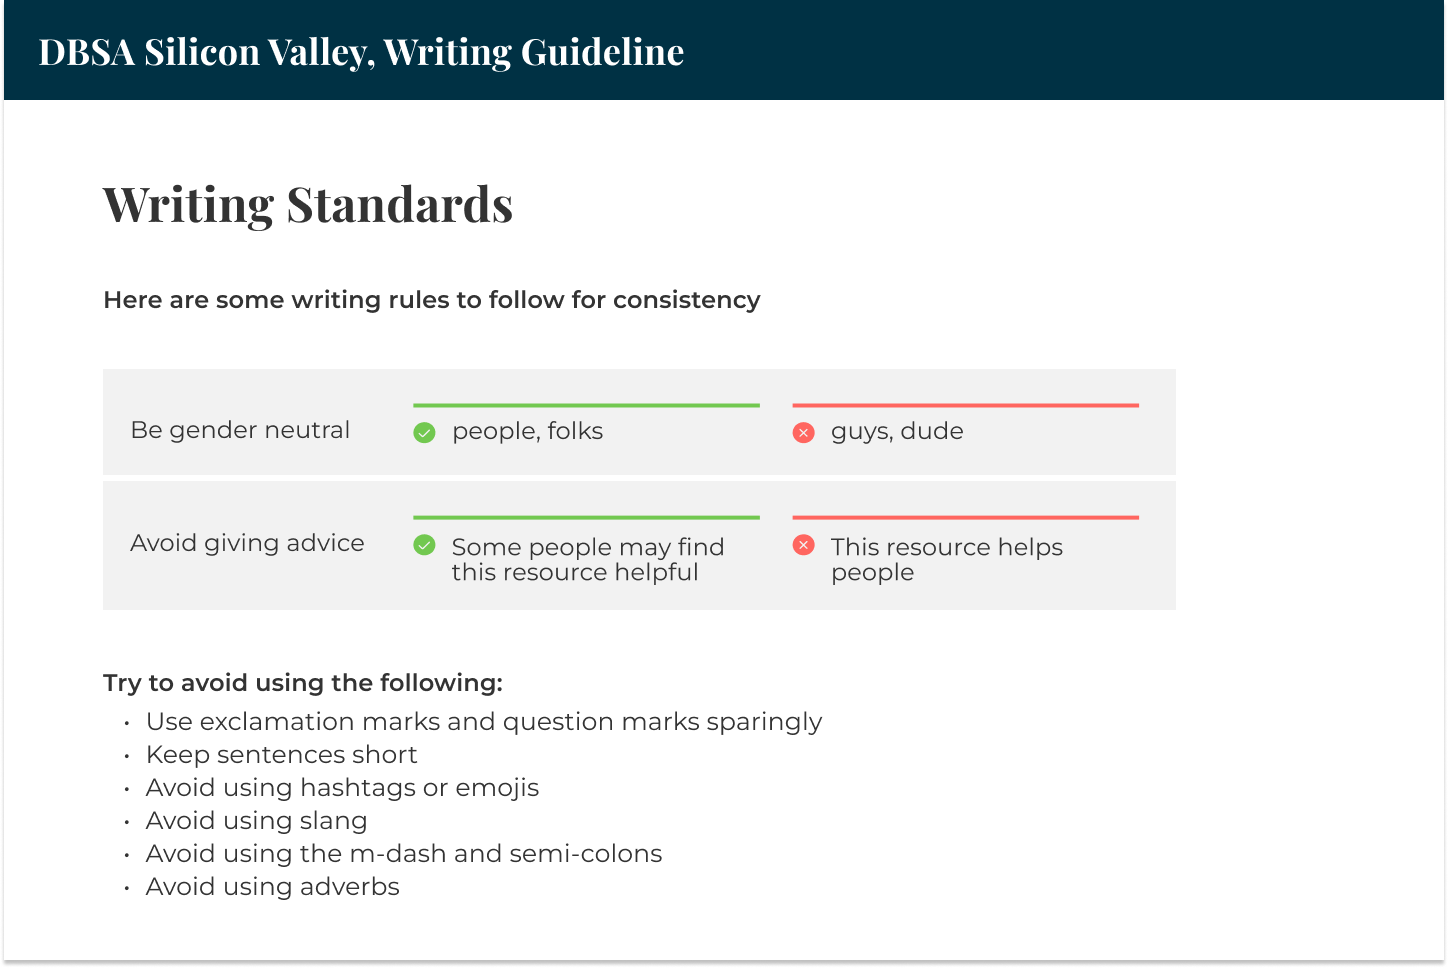 DBSA Silicon Valley, Writing Guideline
Writing Standards
Here are some writing rules to follow for consistency
Be gender neutral
people, folks
guys, dude
Avoid giving advice
Some people may find
this resource helpful
This resource helps
people
Try to avoid using the following:
• Use exclamation marks and question marks sparingly
• Keep sentences short
• Avoid using hashtags or emojis
• Avoid using slang
• Avoid using the m-dash and semi-colons
• Avoid using adverbs